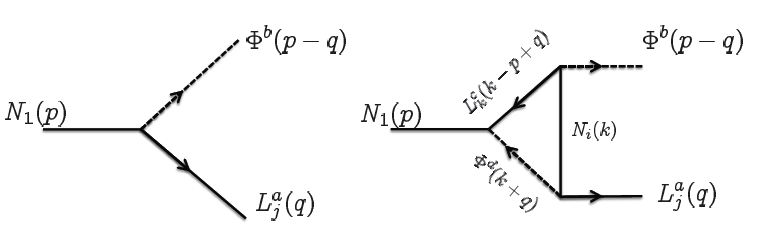 Φ^b(p − q)
N_1(p)
L_j^a(q)
L_k^c(k − p + q)
Φ^b(p − q)
N_1(p)
N_i(k)
Φ^d(k + q)
L_j^a(q)